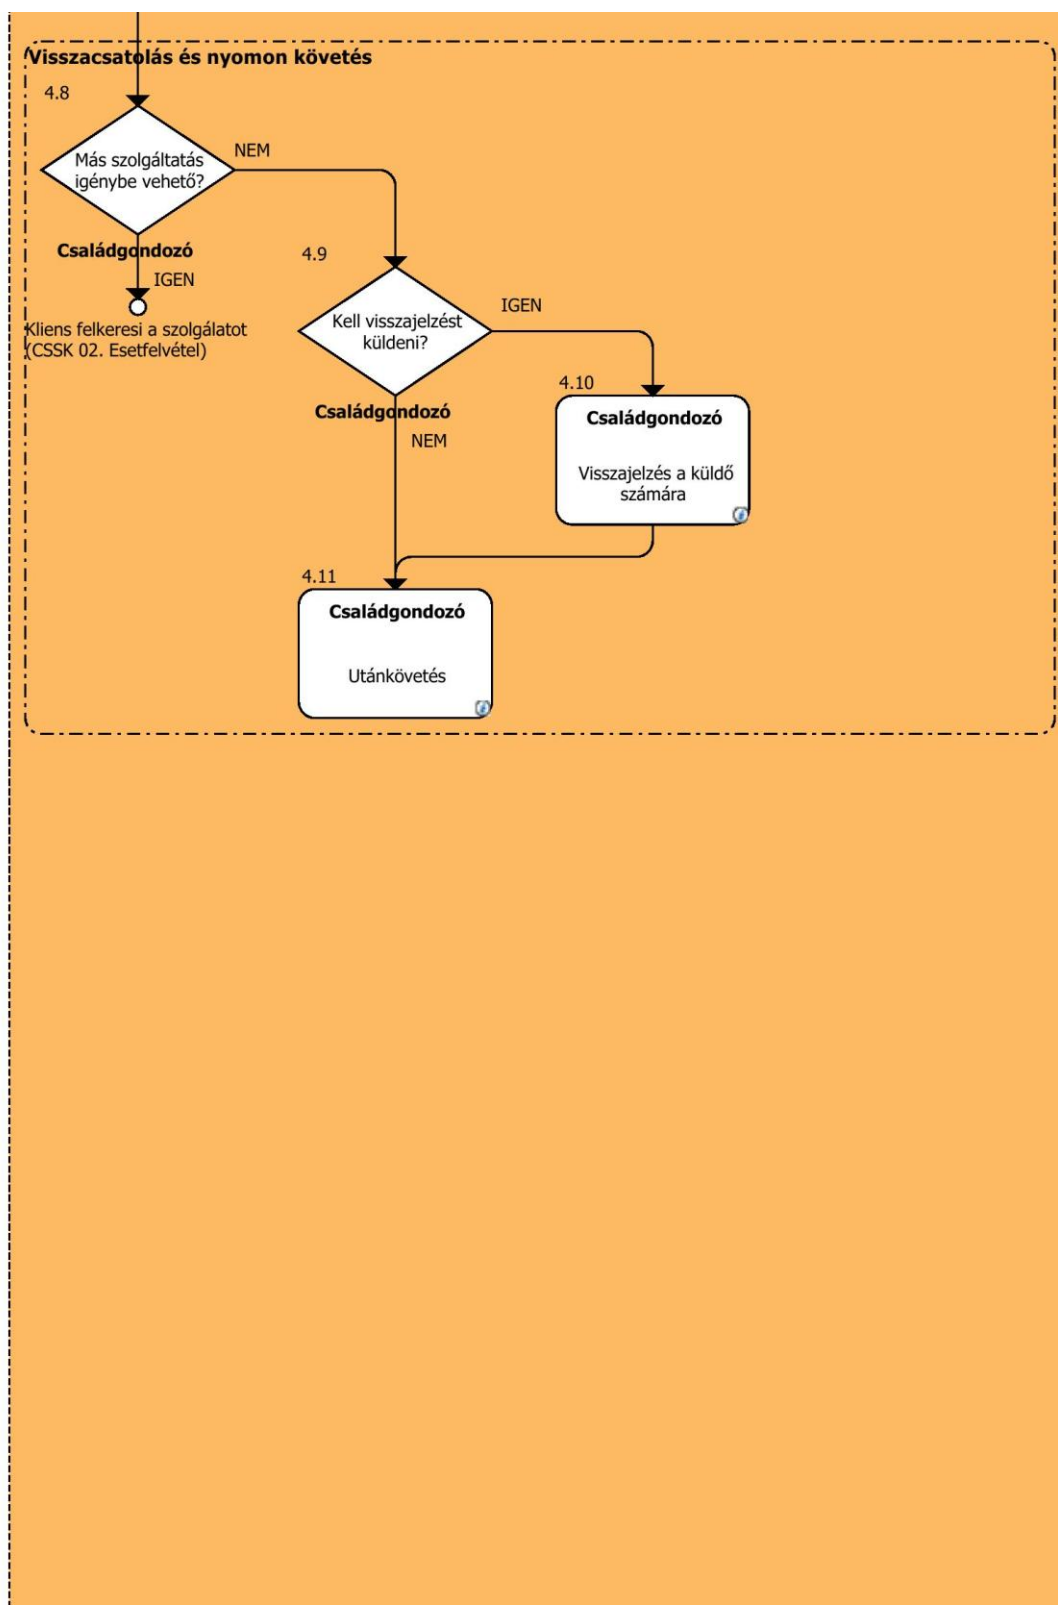 Visszacsatolás és nyomon követés
4.8
Más szolgáltatás
igénybe vehető?
NEM
Családgondozó
IGEN
Kliens felkeresi a szolgálatot
(CSSK 02. Esetfelvétel)
4.9
Kell visszajelzést
küldeni?
IGEN
Családgondozó
NEM
4.10
Családgondozó
Visszajelzés a küldő
számára
4.11
Családgondozó
Utánkövetés